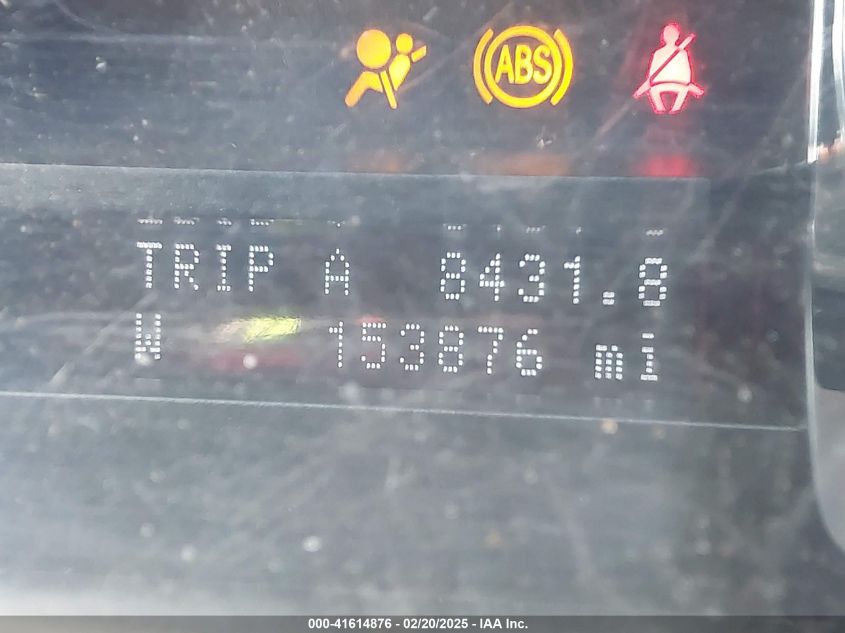 ABS
TRIP A 8431.8
W 153876 mi
000-41614876 - 02/20/2025 - IAA Inc.